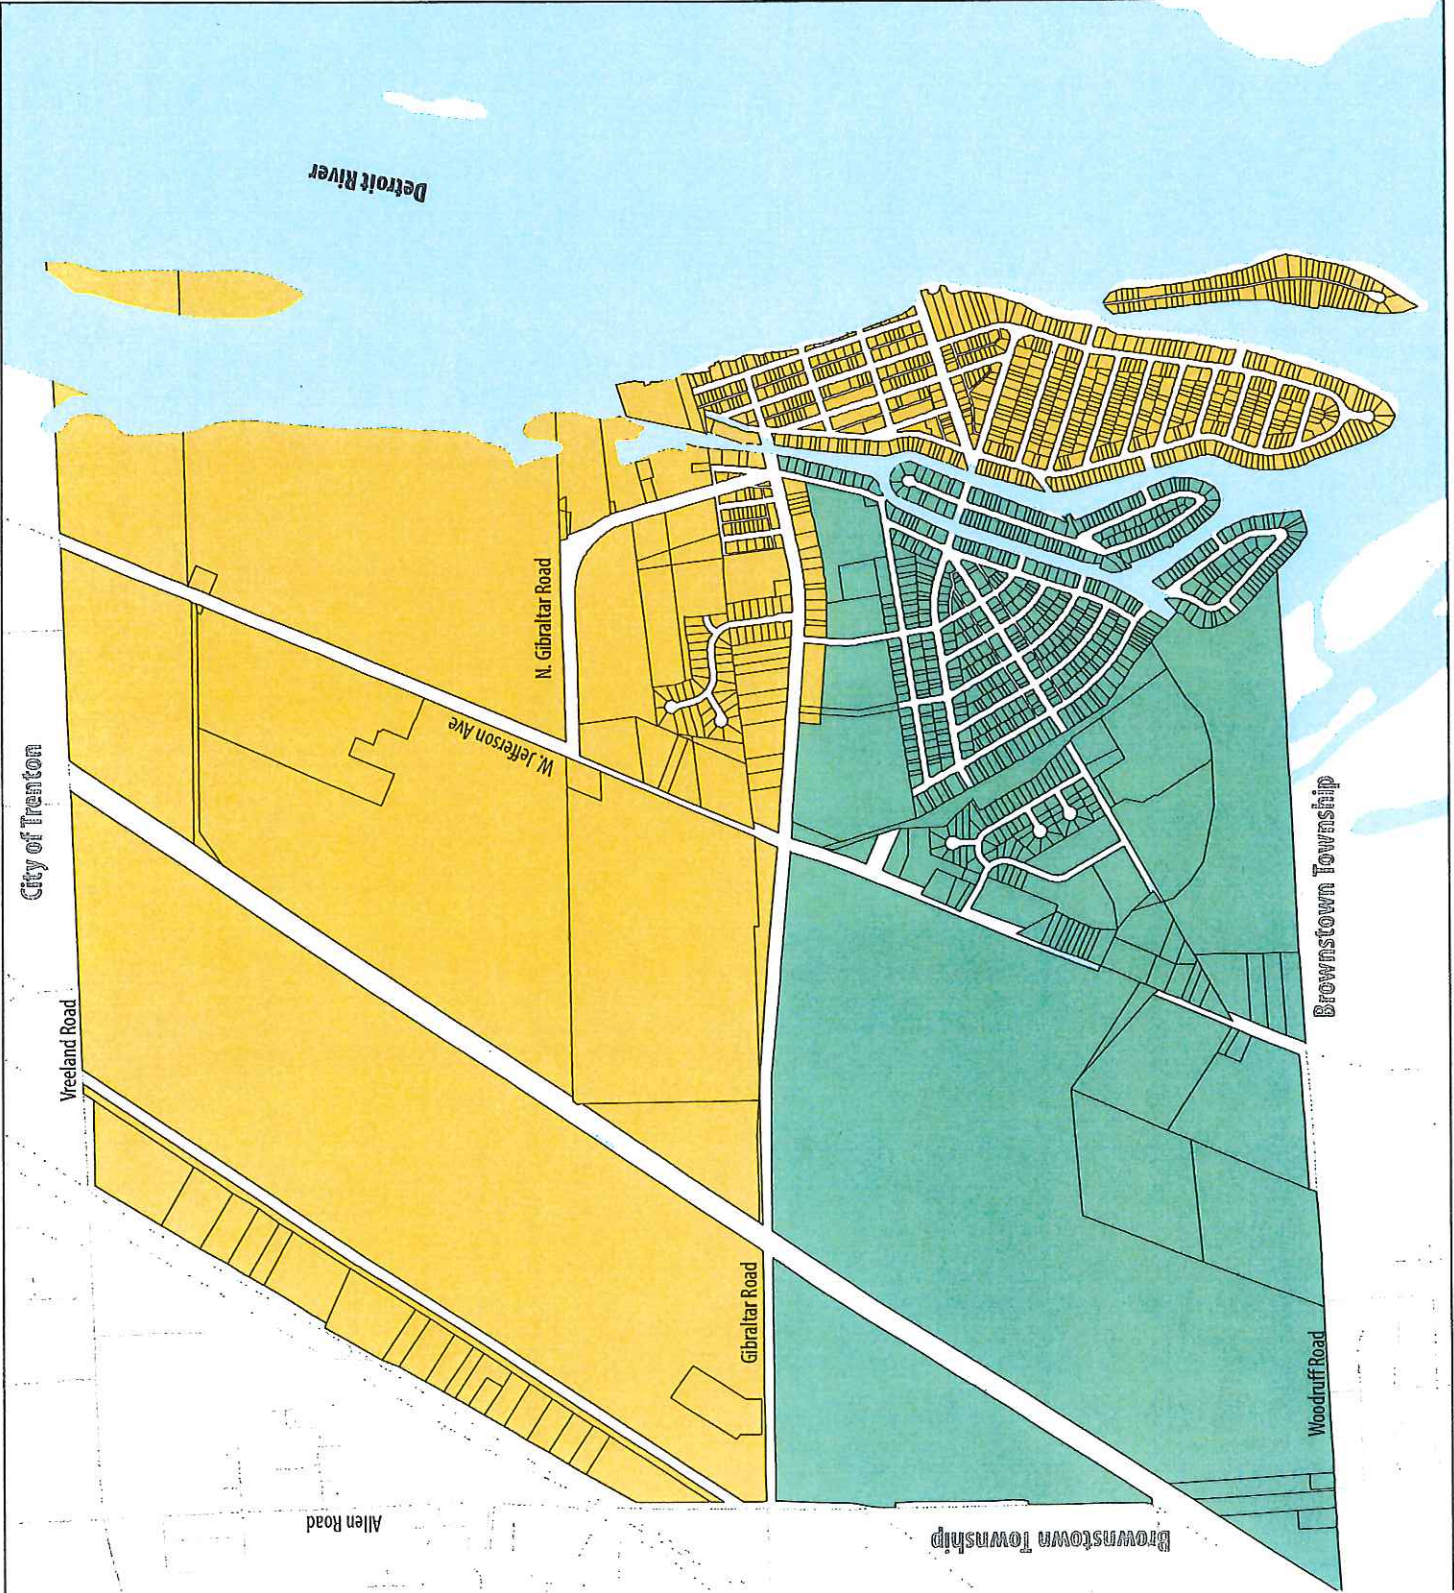 Detroit River
N. Gibraltar Road
W. Jefferson Ave
City of Trenton
Brownstown Township
Vreeland Road
Gibraltar Road
Woodruff Road
Allen Road
Brownstown Township